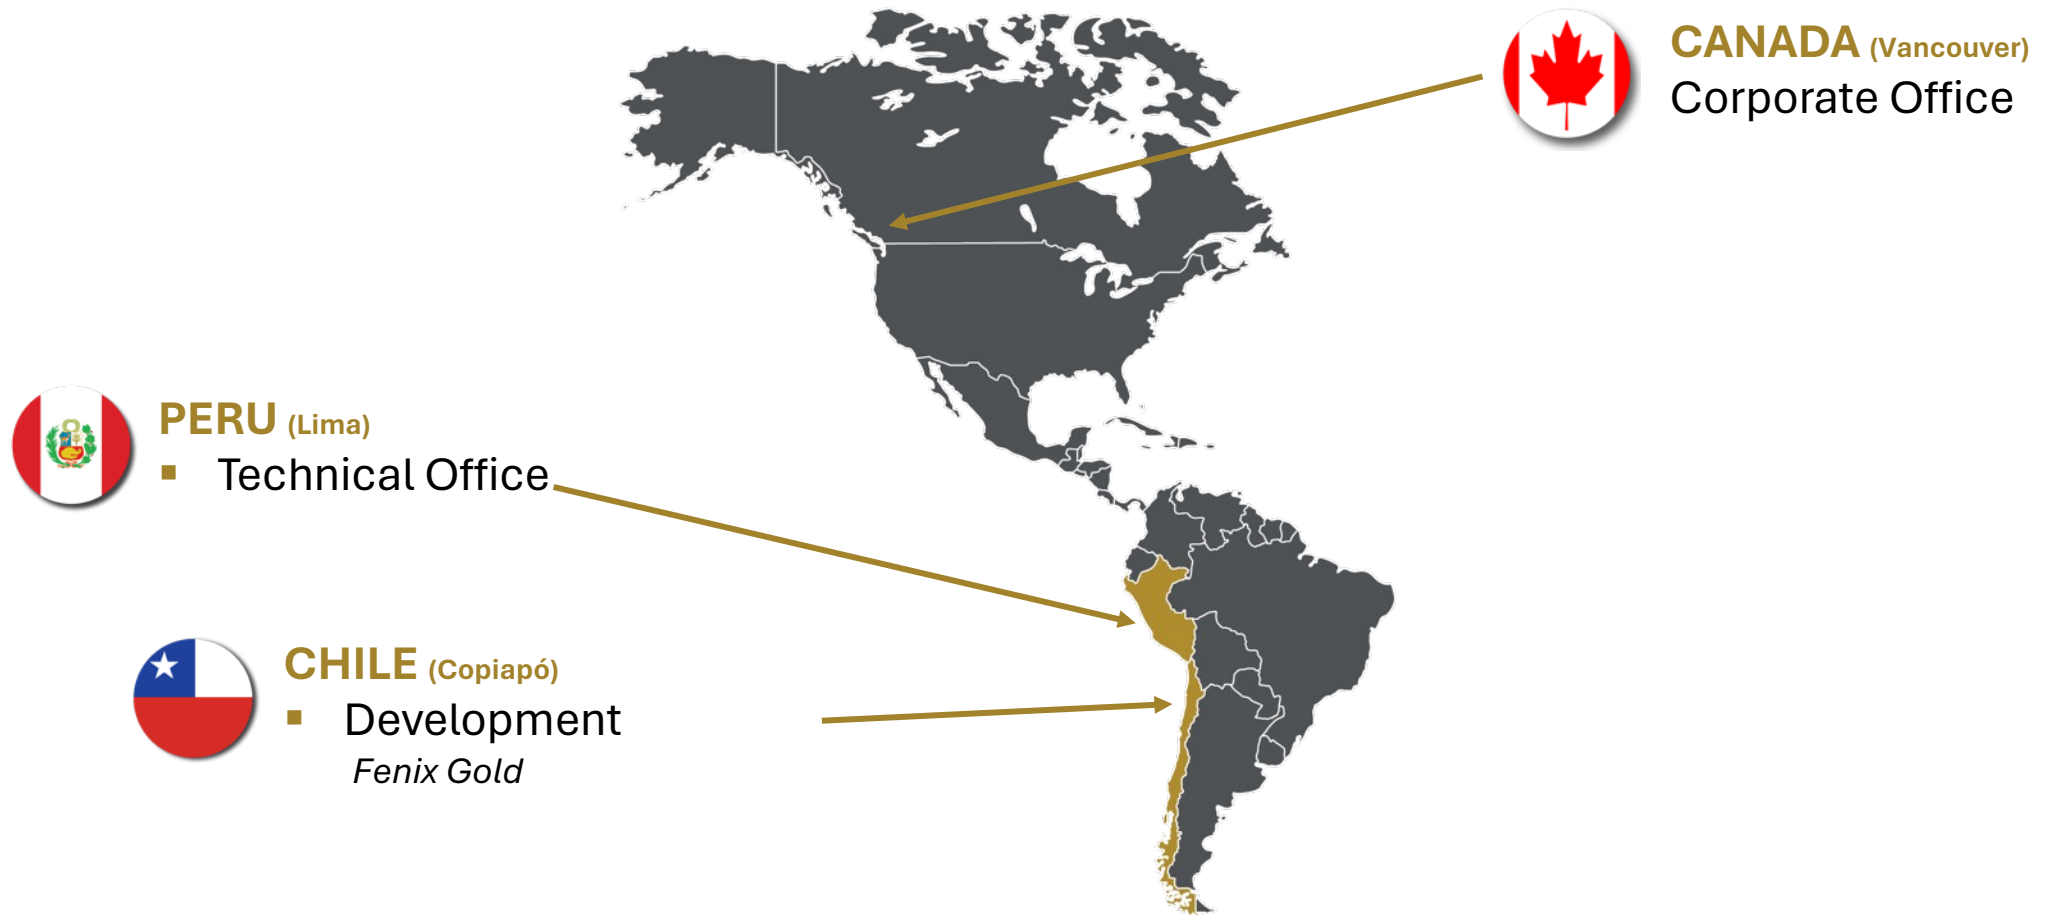 CANADA (Vancouver)
Corporate Office
PERU (Lima)
▪ Technical Office
CHILE (Copiapó)
▪ Development
Fenix Gold